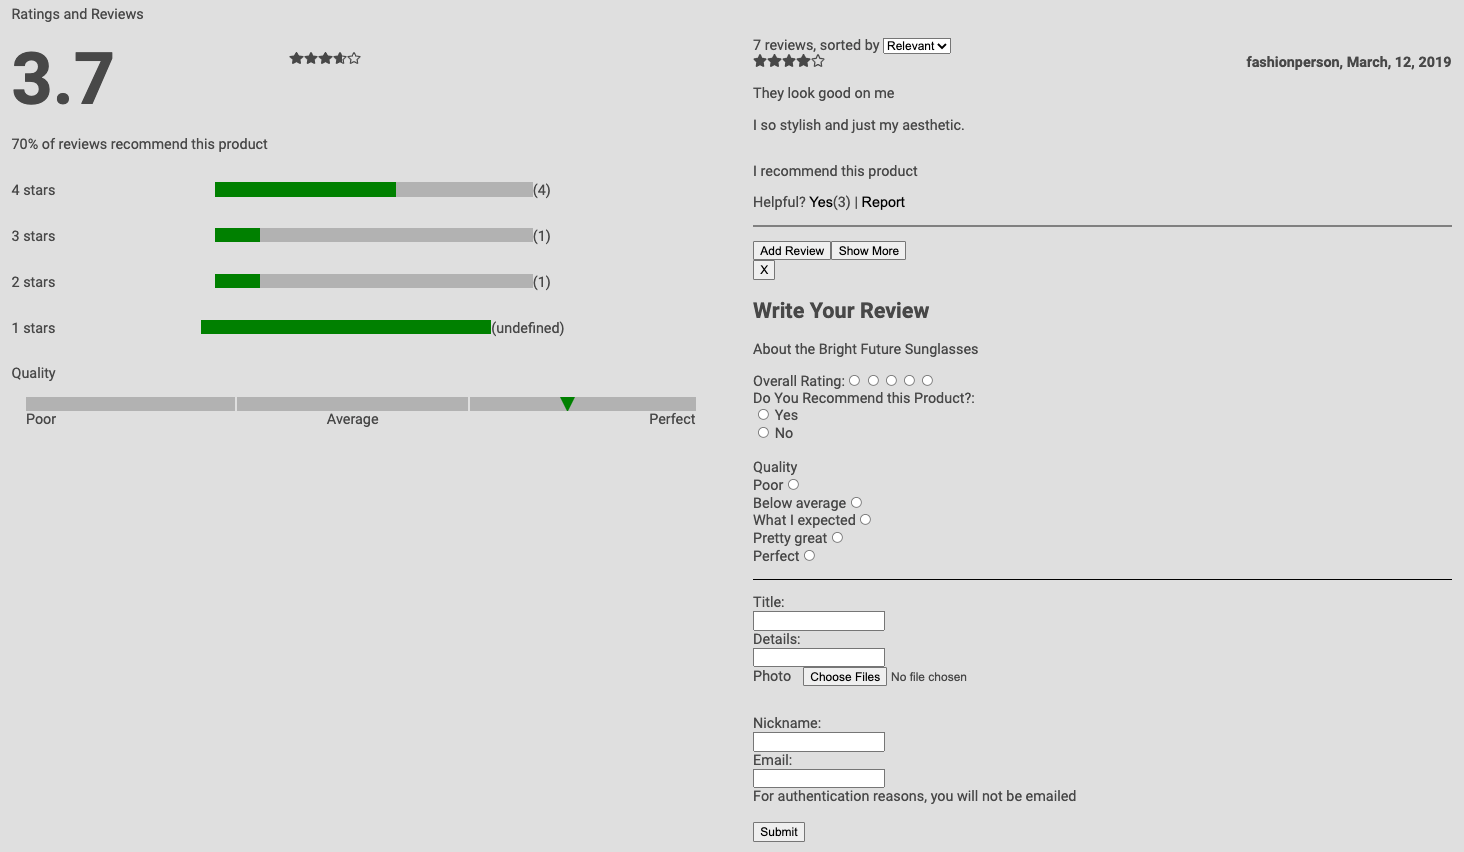 Ratings and Reviews
3.7
70% of reviews recommend this product
4 stars (4)
3 stars (1)
2 stars (1)
1 stars (undefined)
Quality
Poor Average Perfect
7 reviews, sorted by Relevant
fashionperson, March, 12, 2019
They look good on me
I so stylish and just my aesthetic.
I recommend this product
Helpful? Yes(3) | Report
Add Review Show More
X
Write Your Review
About the Bright Future Sunglasses
Overall Rating:
Do You Recommend this Product?:
Yes
No
Quality
Poor
Below average
What I expected
Pretty great
Perfect
Title:
Details:
Photo Choose Files No file chosen
Nickname:
Email:
For authentication reasons, you will not be emailed
Submit